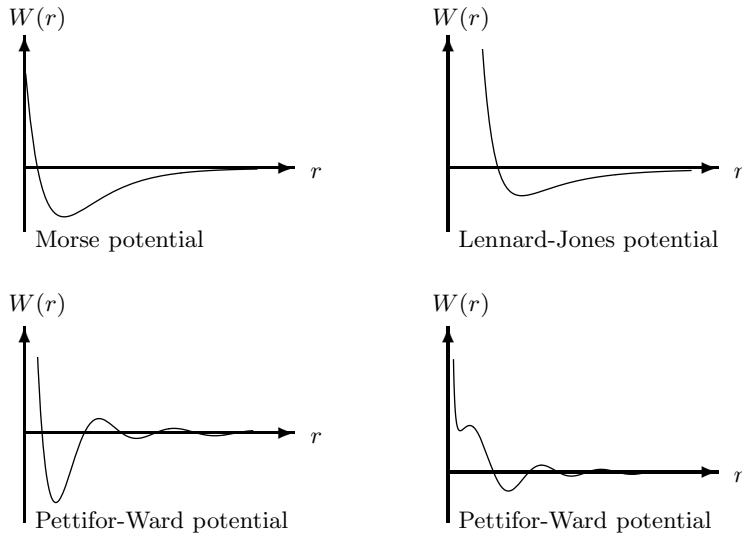 W(r) W(r)
r r
Morse potential Lennard-Jones potential
W(r) W(r)
r r
Pettifor-Ward potential Pettifor-Ward potential